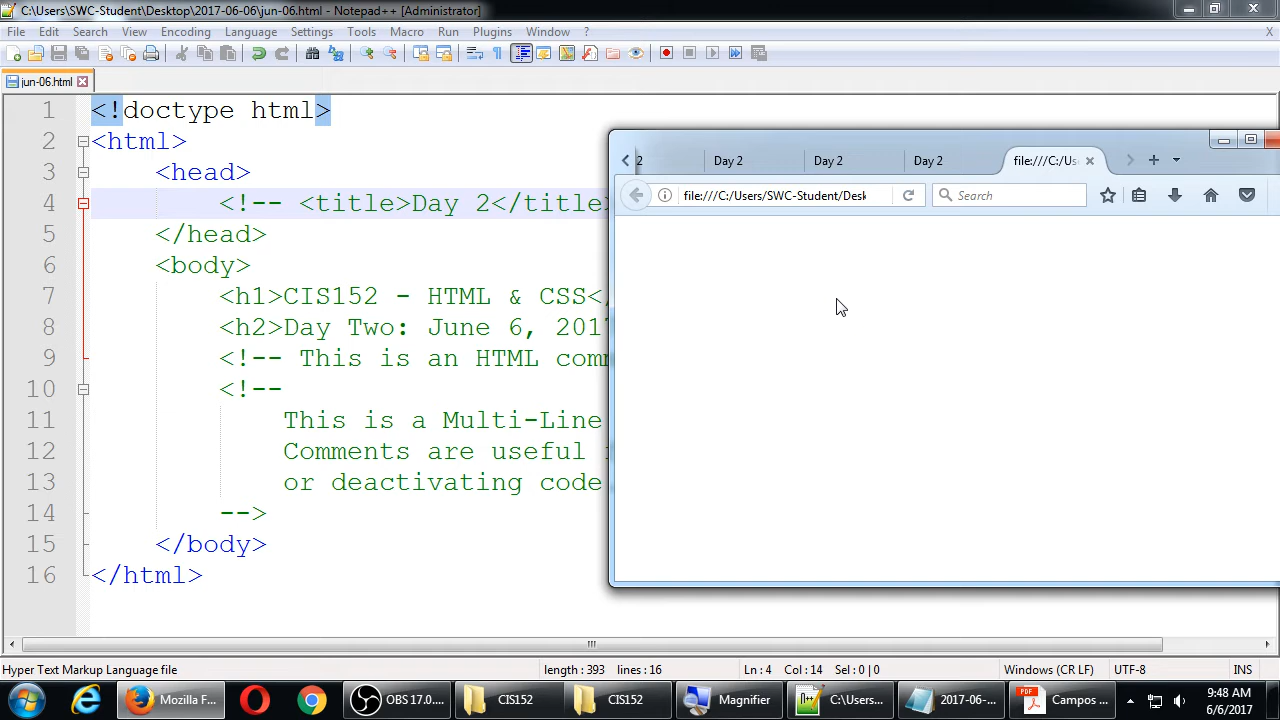 C:\Users\SWC-Student\Desktop\2017-06-06\jun-06.html - Notepad++ [Administrator]
File Edit Search View Encoding Language Settings Tools Macro Run Plugins Window ? X
jun-06.html
1 <!doctype html>
2 <html>
3 <head>
4 <!-- <title>Day 2</title>
5 </head>
6 <body>
7 <h1>CIS152 - HTML & CSS<
8 <h2>Day Two: June 6, 2017
9 <!-- This is an HTML comm
10 <!--
11 This is a Multi-Line
12 Comments are useful
13 or deactivating code
14 -->
15 </body>
16 </html>
2 Day 2 Day 2 Day 2 file:///C:/Us
file:///C:/Users/SWC-Student/Desk Search
Hyper Text Markup Language file length : 393 lines : 16 Ln : 4 Col : 14 Sel : 0 | 0 Windows (CR LF) UTF-8 INS
Mozilla F... OBS 17.0.... CIS152 CIS152 Magnifier C:\Users... 2017-06-... Campos ... 9:48 AM
6/6/2017